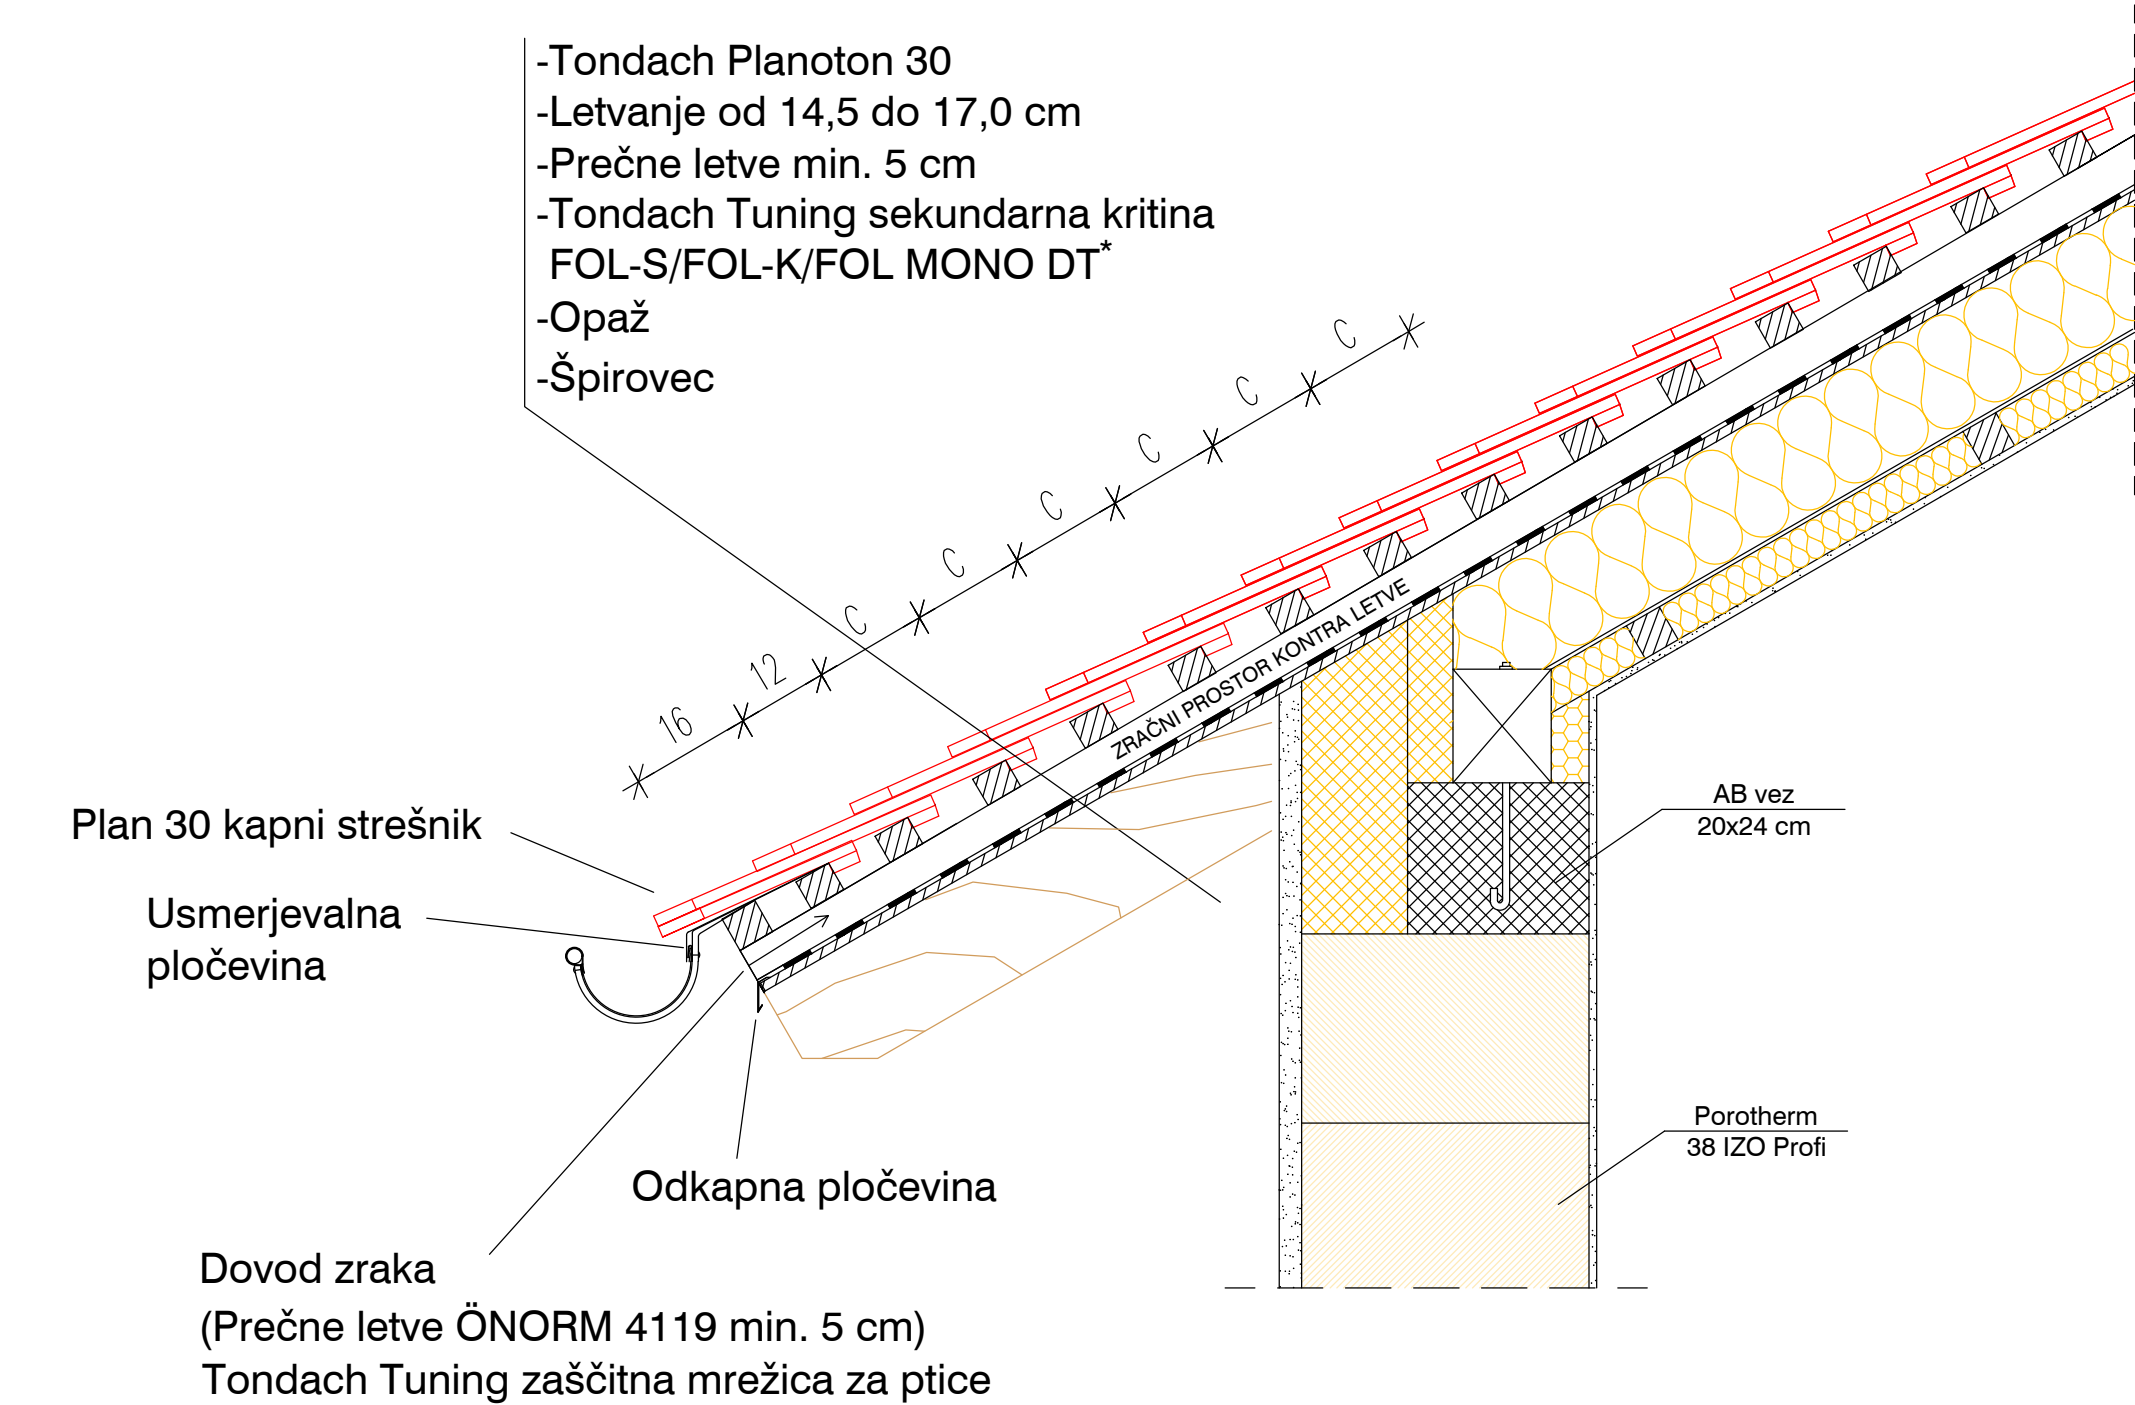 -Tondach Planoton 30
-Letvanje od 14,5 do 17,0 cm
-Prečne letve min. 5 cm
-Tondach Tuning sekundarna kritina
FOL-S/FOL-K/FOL MONO DT*
-Opaž
-Špirovec
C
C
C
C
C
C
12
16
ZRAČNI PROSTOR KONTRA LETVE
Plan 30 kapni strešnik
Usmerjevalna
pločevina
AB vez
20x24 cm
Porotherm
38 IZO Profi
Odkapna pločevina
Dovod zraka
(Prečne letve ÖNORM 4119 min. 5 cm)
Tondach Tuning zaščitna mrežica za ptice